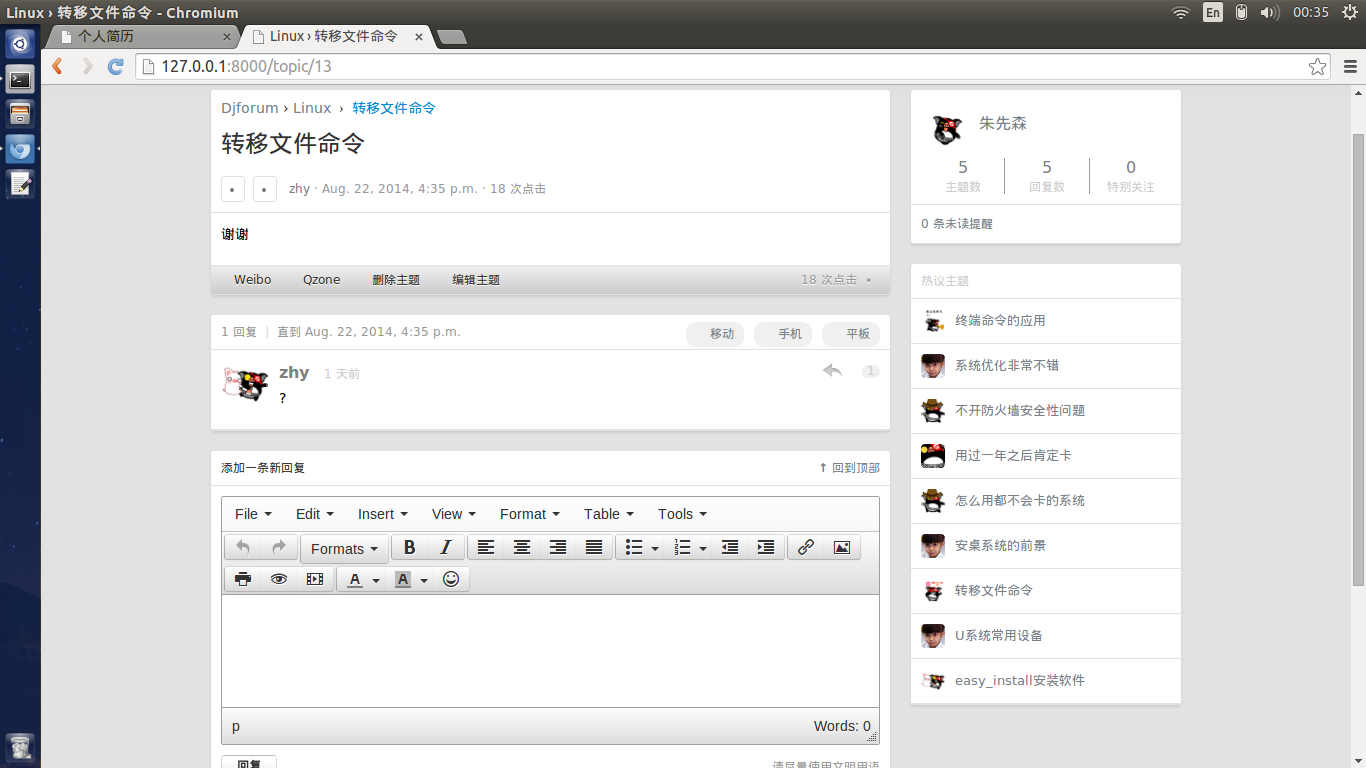 Linux › 转移文件命令 - Chromium
En
00:35
个人简历
Linux › 转移文件命令
127.0.0.1:8000/topic/13
Djforum › Linux › 转移文件命令
转移文件命令
zhy · Aug. 22, 2014, 4:35 p.m. · 18 次点击
谢谢
Weibo Qzone 删除主题 编辑主题 18 次点击
1 回复 | 直到 Aug. 22, 2014, 4:35 p.m.
移动 手机 平板
zhy 1 天前 1
?
添加一条新回复 ↑ 回到顶部
File Edit Insert View Format Table Tools
Formats B I
A A
p Words: 0
回复 请尽量使用文明用语
朱先森
5 5 0
主题数 回复数 特别关注
0 条未读提醒
热议主题
终端命令的应用
系统优化非常不错
不开防火墙安全性问题
用过一年之后肯定卡
怎么用都不会卡的系统
安桌系统的前景
转移文件命令
U系统常用设备
easy_install安装软件